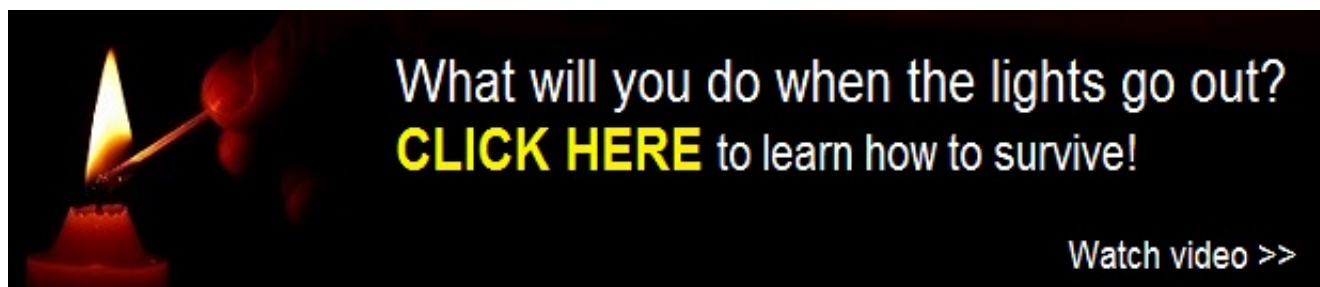 What will you do when the lights go out?
CLICK HERE to learn how to survive!
Watch video >>